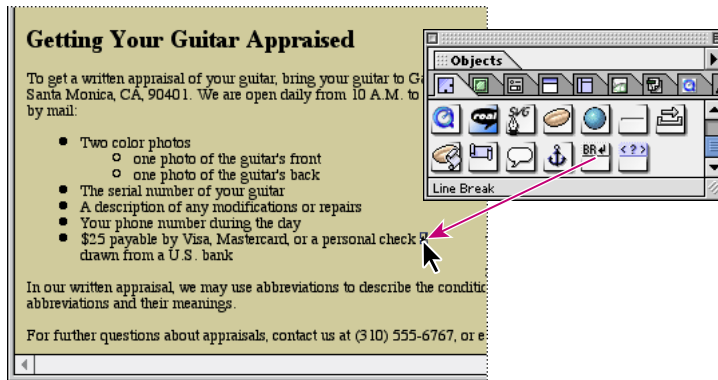 Getting Your Guitar Appraised
To get a written appraisal of your guitar, bring your guitar to
Santa Monica, CA, 90401. We are open daily from 10 A.M. to
by mail:
Two color photos
one photo of the guitar's front
one photo of the guitar's back
The serial number of your guitar
A description of any modifications or repairs
Your phone number during the day
$25 payable by Visa, Mastercard, or a personal check
drawn from a U.S. bank
In our written appraisal, we may use abbreviations to describe the
abbreviations and their meanings.
For further questions about appraisals, contact us at (310) 555-6767, or
Objects
real
SVG
BR
<?>
Line Break